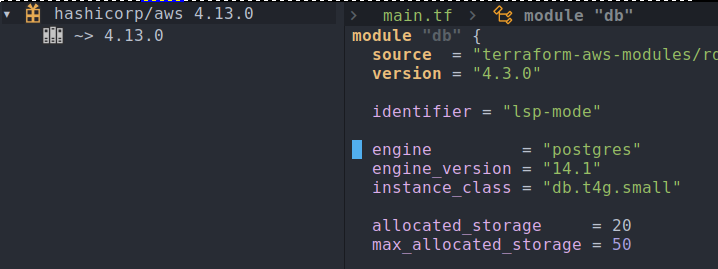 hashicorp/aws 4.13.0
~> 4.13.0
main.tf > module "db"
module "db" {
source = "terraform-aws-modules/
version = "4.3.0"
identifier = "lsp-mode"
engine = "postgres"
engine_version = "14.1"
instance_class = "db.t4g.small"
allocated_storage = 20
max_allocated_storage = 50